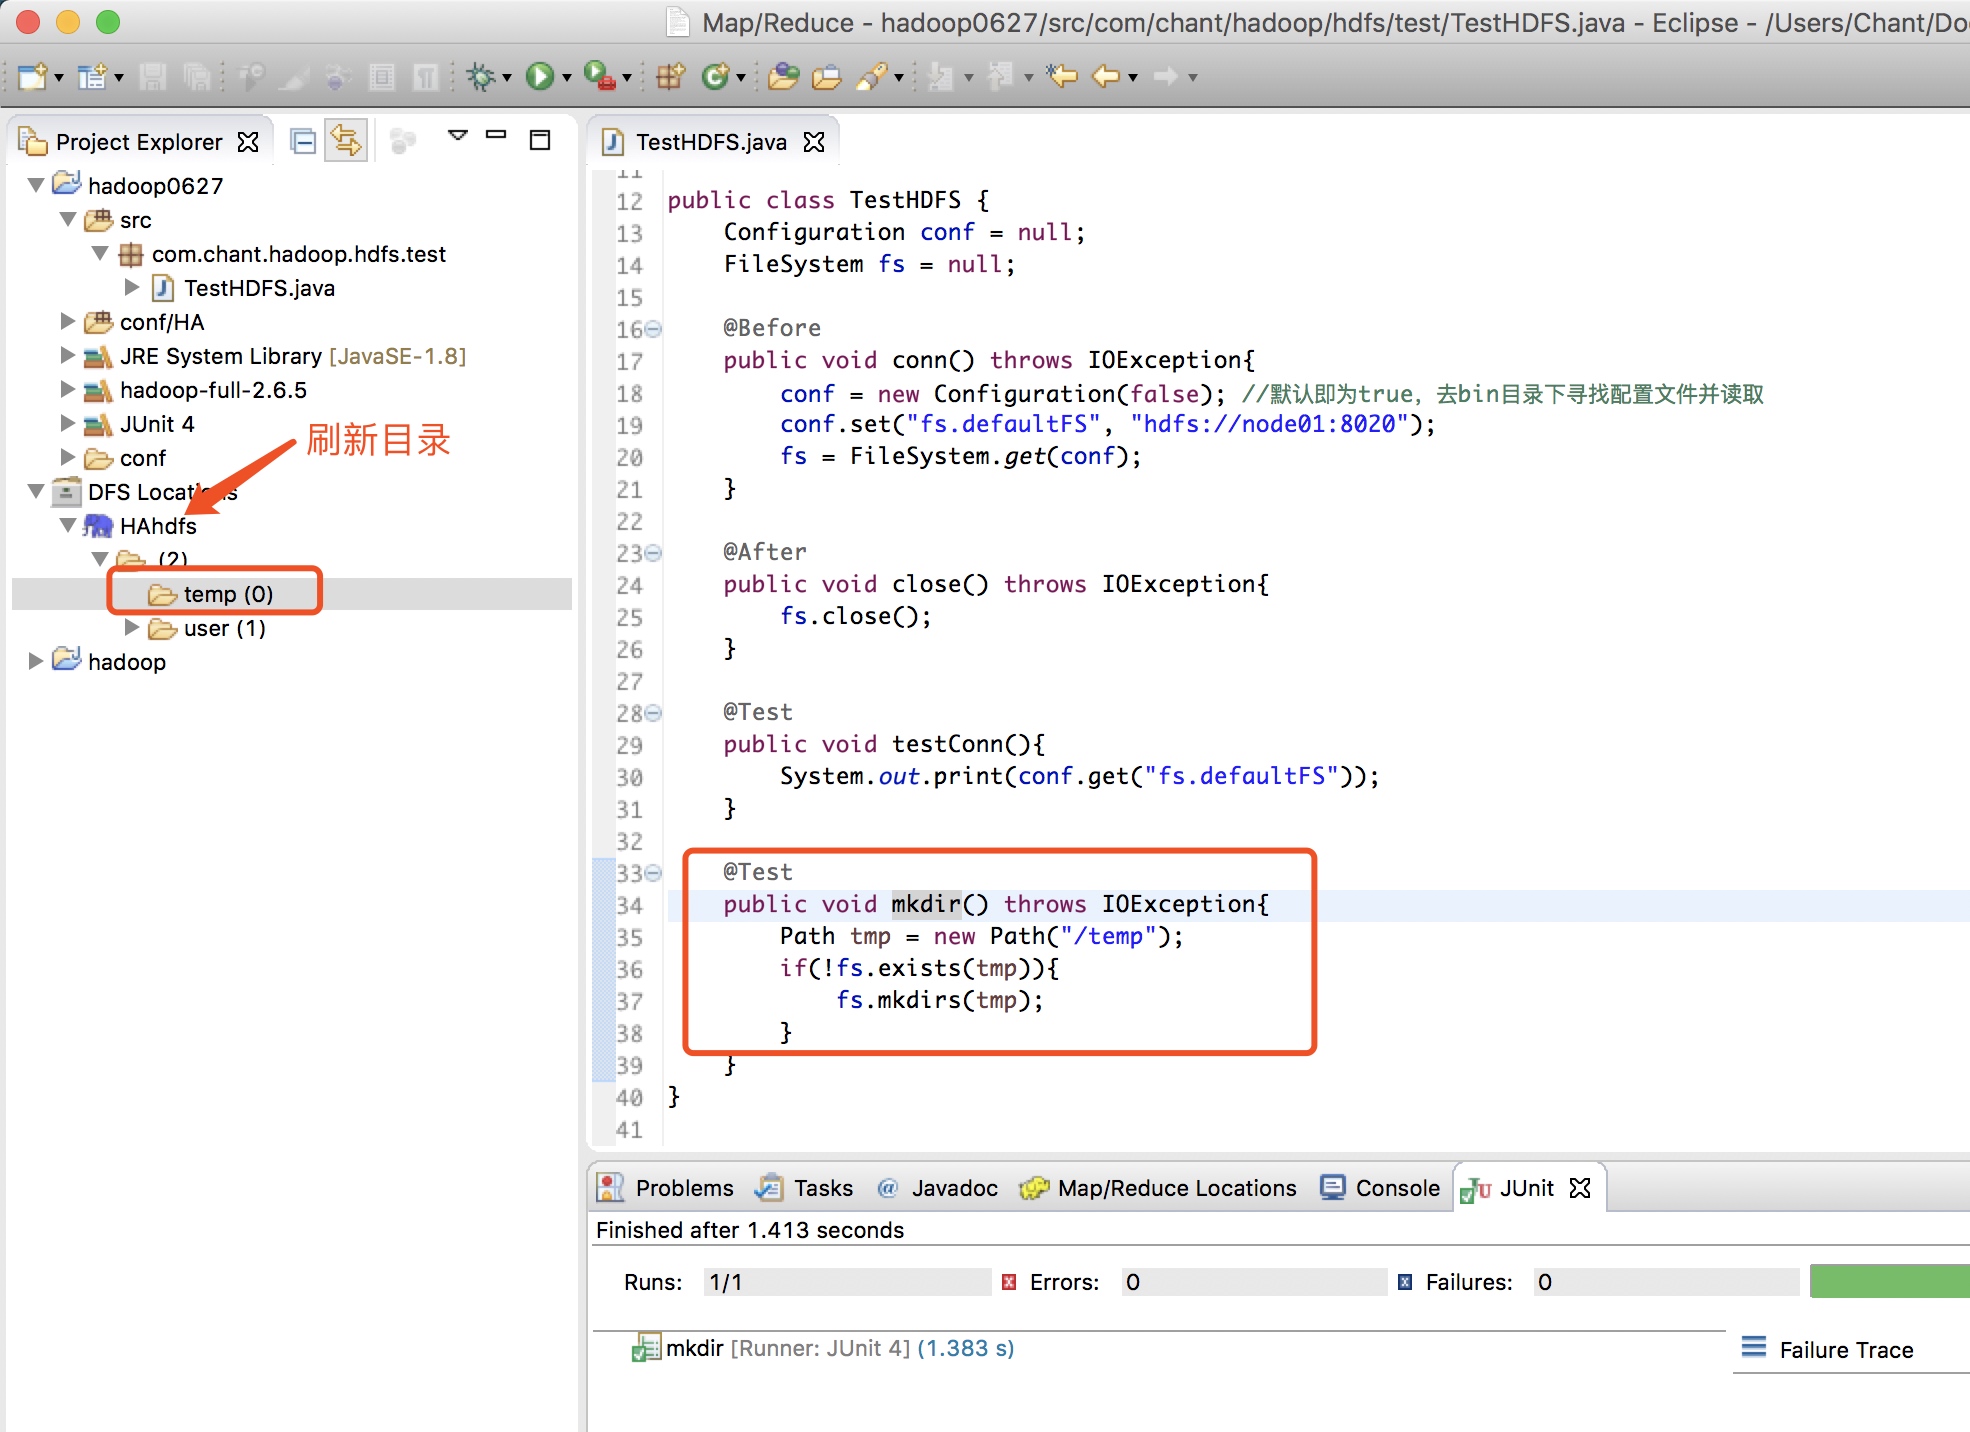 Map/Reduce - hadoop0627/src/com/chant/hadoop/hdfs/test/TestHDFS.java - Eclipse - /Users/Chant/Do
Project Explorer
hadoop0627
src
com.chant.hadoop.hdfs.test
TestHDFS.java
conf/HA
JRE System Library [JavaSE-1.8]
hadoop-full-2.6.5
JUnit 4
刷新目录
conf
DFS Locati s
HAhdfs
(2)
temp (0)
user (1)
hadoop
TestHDFS.java
11
12 public class TestHDFS {
13 Configuration conf = null;
14 FileSystem fs = null;
15
16 @Before
17 public void conn() throws IOException{
18 conf = new Configuration(false); //默认即为true，去bin目录下寻找配置文件并读取
19 conf.set("fs.defaultFS", "hdfs://node01:8020");
20 fs = FileSystem.get(conf);
21 }
22
23 @After
24 public void close() throws IOException{
25 fs.close();
26 }
27
28 @Test
29 public void testConn(){
30 System.out.print(conf.get("fs.defaultFS"));
31 }
32
33 @Test
34 public void mkdir() throws IOException{
35 Path tmp = new Path("/temp");
36 if(!fs.exists(tmp)){
37 fs.mkdirs(tmp);
38 }
39 }
40 }
41
Problems Tasks @ Javadoc Map/Reduce Locations Console JUnit
Finished after 1.413 seconds
Runs: 1/1 Errors: 0 Failures: 0
mkdir [Runner: JUnit 4] (1.383 s)
Failure Trace